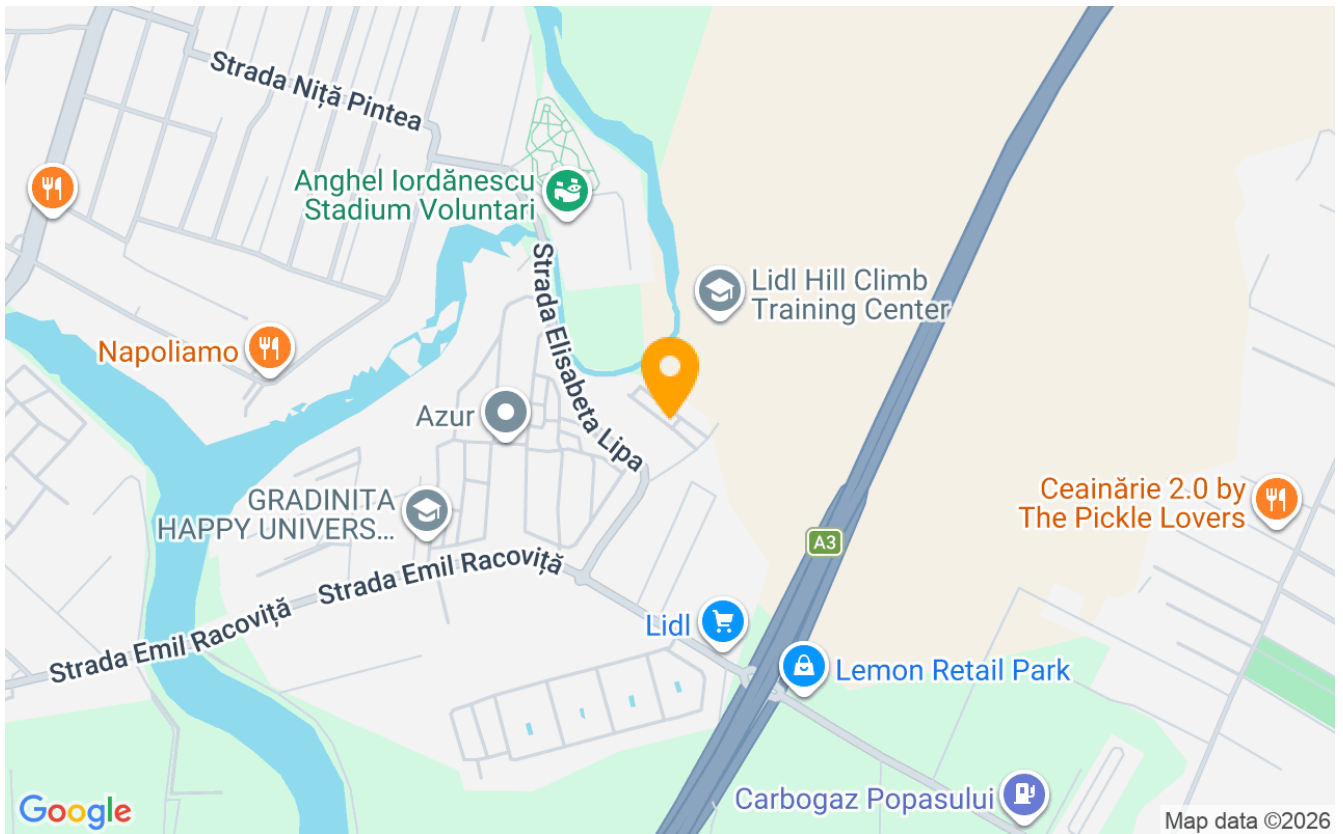 Strada Niță Pintea
Anghel Iordănescu
Stadium Voluntari
Lidl Hill Climb
Training Center
Strada Elisabeta Lipa
Napoliamo
Azur
GRADINITA
HAPPY UNIVERS...
Ceainărie 2.0 by
The Pickle Lovers
A3
Strada Emil Racoviță
Strada Emil Racoviță
Lidl
Lemon Retail Park
Carbogaz Popasului
Google
Map data ©2026